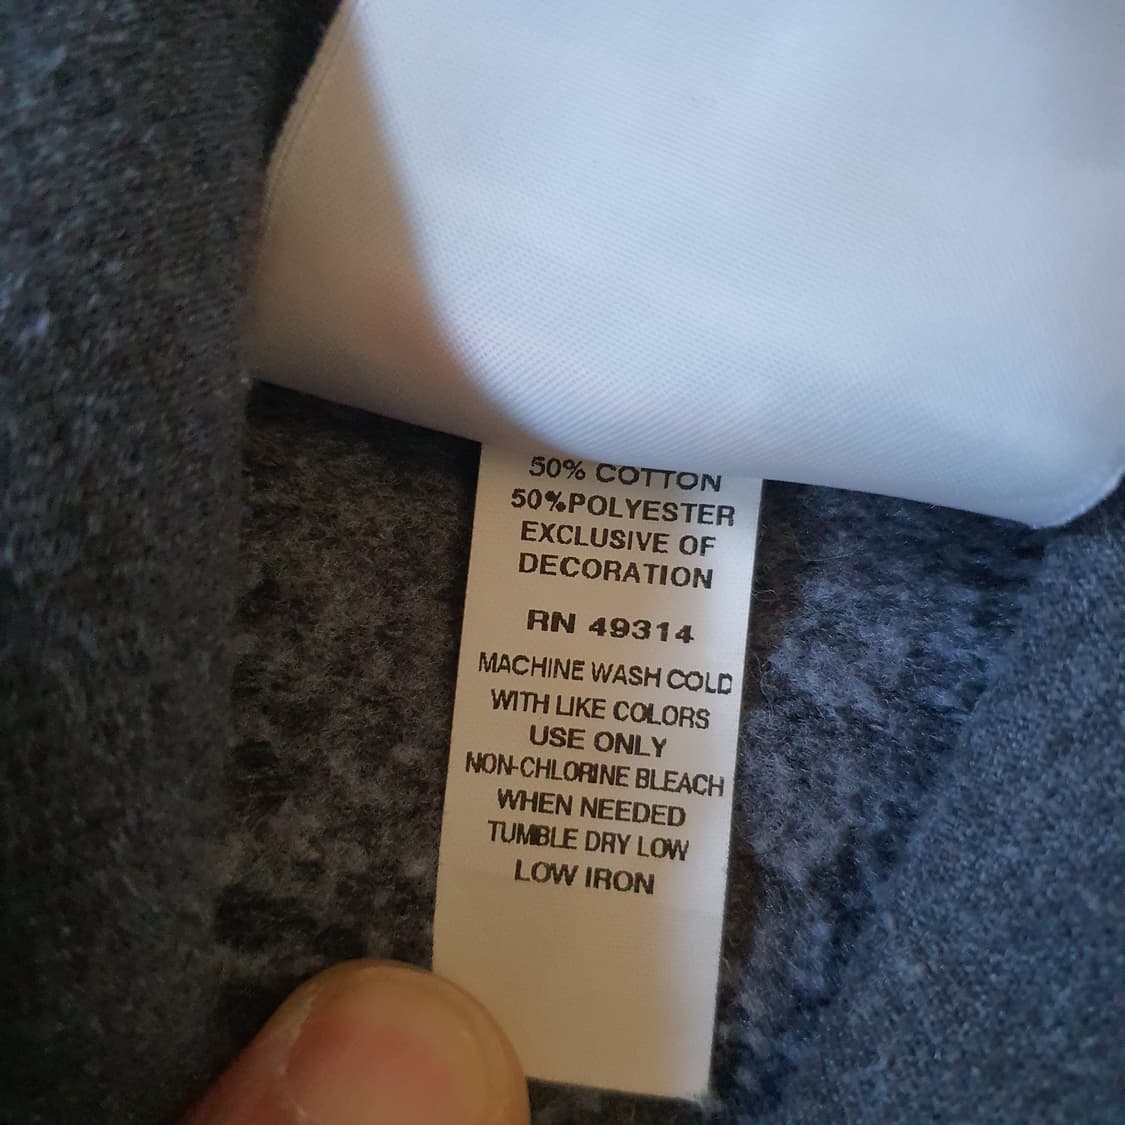 50% COTTON
50%POLYESTER
EXCLUSIVE OF
DECORATION
RN 49314
MACHINE WASH COLD
WITH LIKE COLORS
USE ONLY
NON-CHLORINE BLEACH
WHEN NEEDED
TUMBLE DRY LOW
LOW IRON